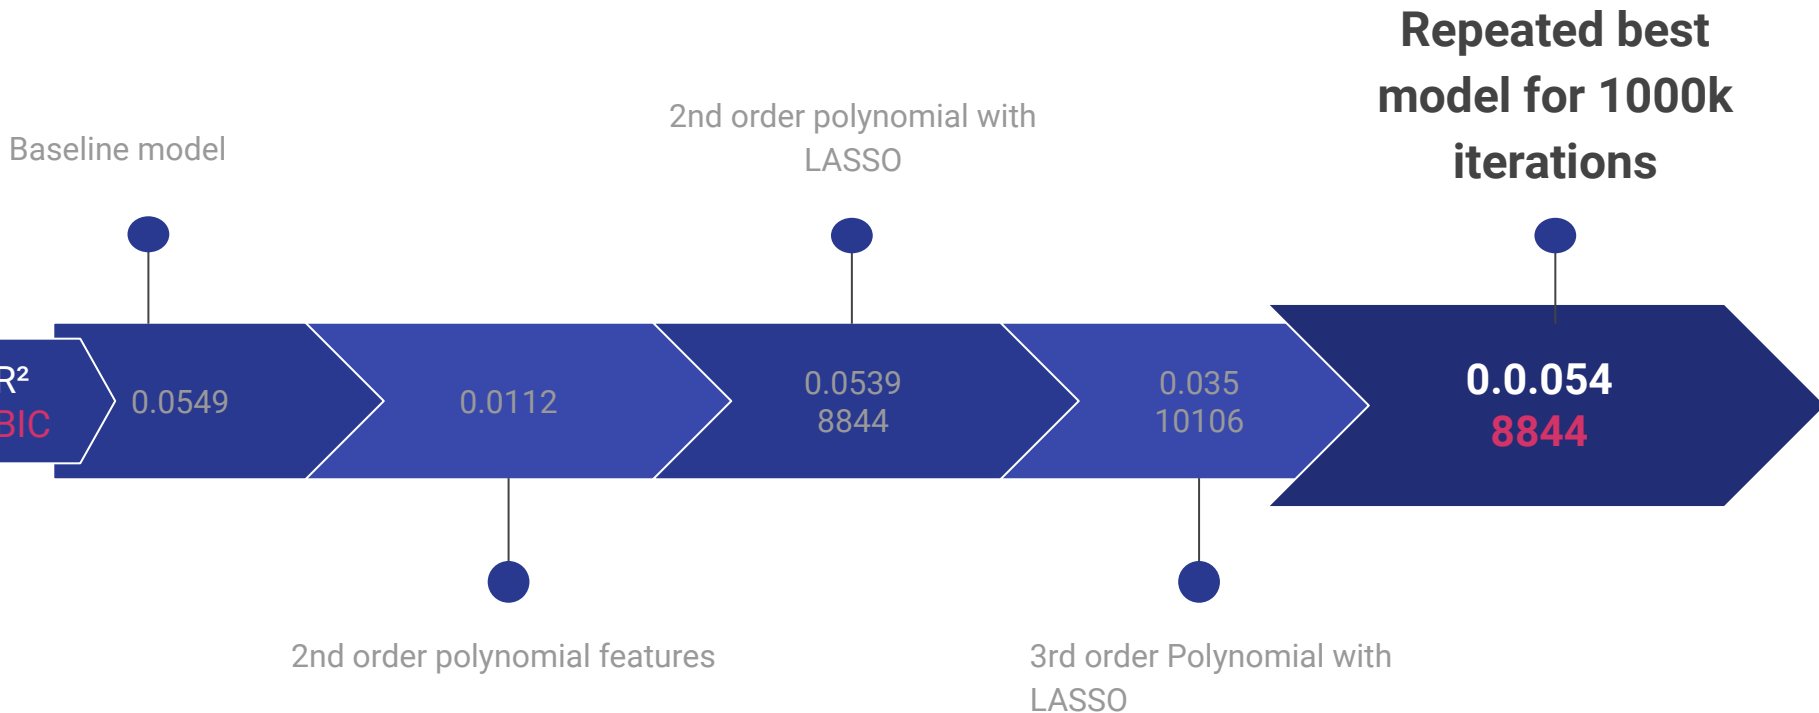 Repeated best
model for 1000k
iterations
2nd order polynomial with
LASSO
Baseline model
R²
BIC
0.0549
0.0112
0.0539
8844
0.035
10106
0.0.054
8844
2nd order polynomial features
3rd order Polynomial with
LASSO